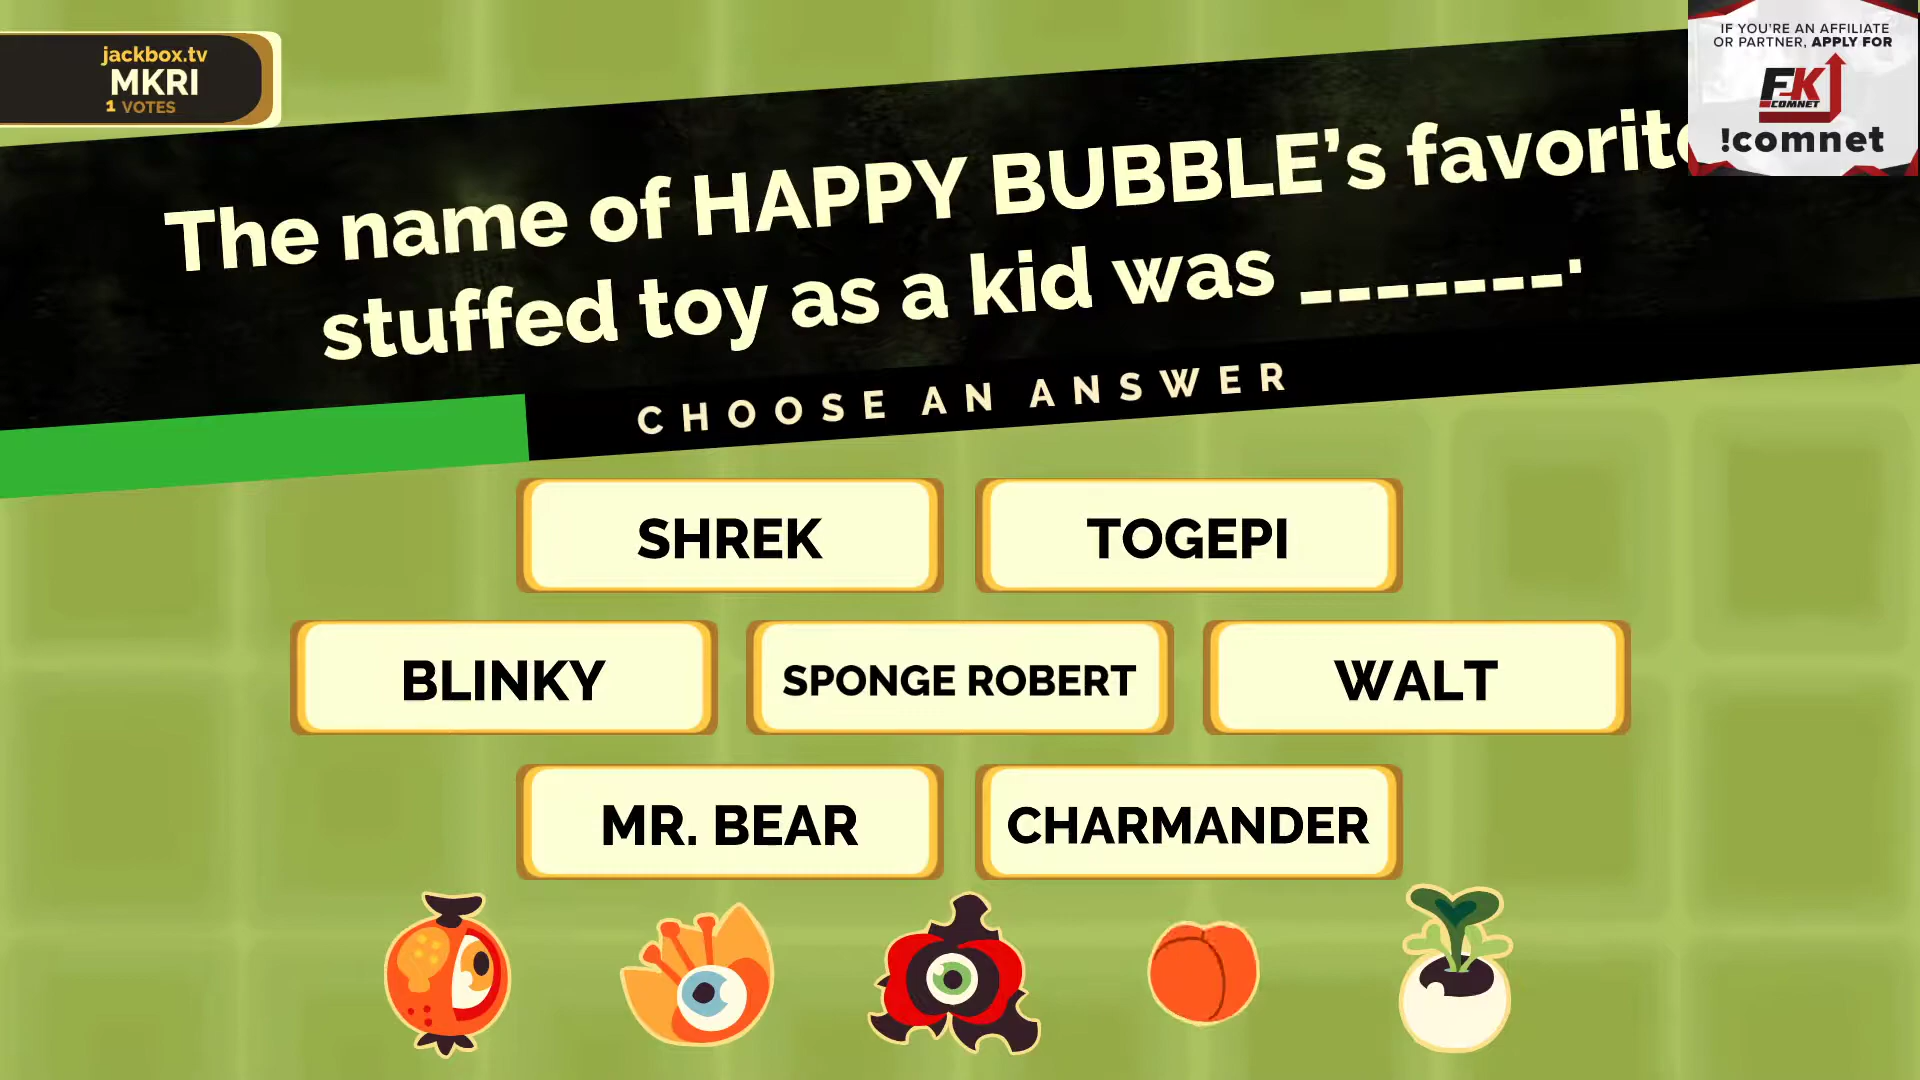 jackbox.tv
MKRI
1 VOTES
IF YOU'RE AN AFFILIATE
OR PARTNER, APPLY FOR
FK
COMNET
!comnet
The name of HAPPY BUBBLE’s favorite
stuffed toy as a kid was _______.
CHOOSE AN ANSWER
SHREK
TOGEPI
BLINKY
SPONGE ROBERT
WALT
MR. BEAR
CHARMANDER